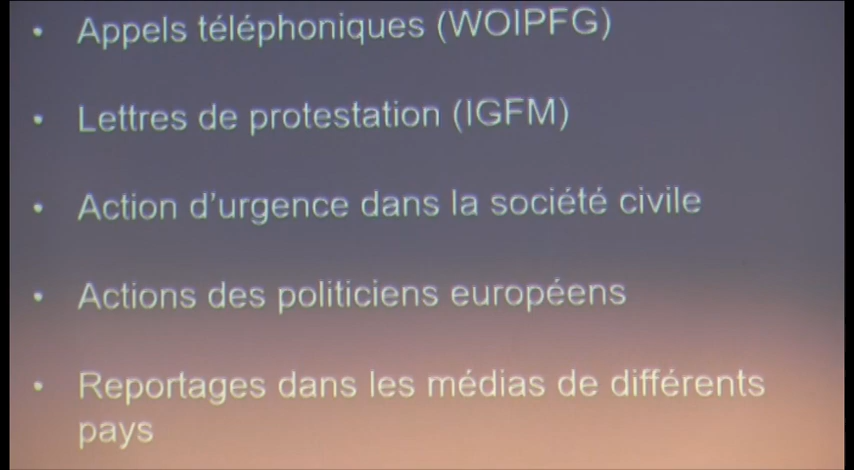 • Appels téléphoniques (WOIPFG)
• Lettres de protestation (IGFM)
• Action d'urgence dans la société civile
• Actions des politiciens européens
• Reportages dans les médias de différents
pays